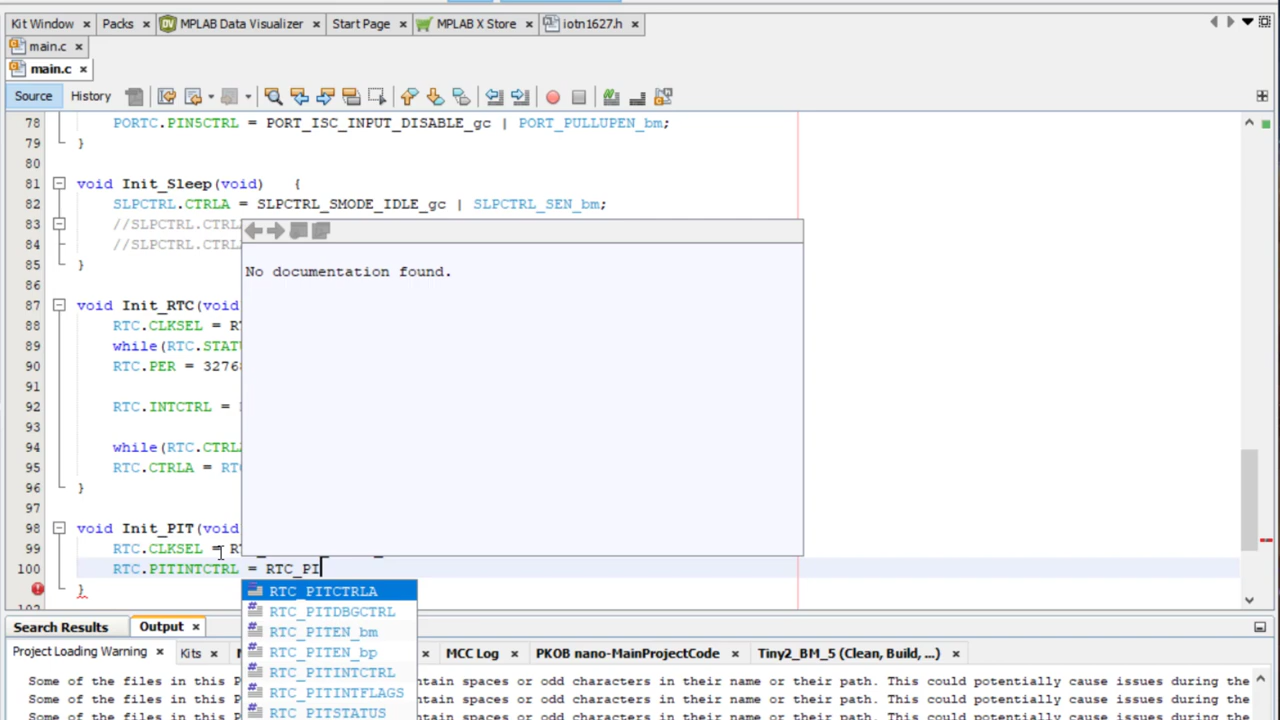 Kit Window × Packs × MPLAB Data Visualizer × Start Page × MPLAB X Store × iotn1627.h ×
main.c ×
main.c ×
Source History
78 PORTC.PIN5CTRL = PORT_ISC_INPUT_DISABLE_gc | PORT_PULLUPEN_bm;
79 }
80
81 void Init_Sleep(void) {
82 SLPCTRL.CTRLA = SLPCTRL_SMODE_IDLE_gc | SLPCTRL_SEN_bm;
83 //SLPCTRL.CTRL
84 //SLPCTRL.CTRL
85 }
86
87 void Init_RTC(void
88 RTC.CLKSEL = R
89 while(RTC.STAT
90 RTC.PER = 3276
91
92 RTC.INTCTRL =
93
94 while(RTC.CTRL
95 RTC.CTRLA = RT
96 }
97
98 void Init_PIT(void
99 RTC.CLKSEL = R
100 RTC.PITINTCTRL = RTC_PI
}
No documentation found.
RTC_PITCTRLA
RTC_PITDBGCTRL
RTC_PITEN_bm
RTC_PITEN_bp
RTC_PITINTCTRL
RTC_PITINTFLAGS
RTC_PITSTATUS
Search Results Output ×
Project Loading Warning × Kits × × MCC Log × PKOB nano-MainProjectCode × Tiny2_BM_5 (Clean, Build, ...) ×
Some of the files in this P tain spaces or odd characters in their name or their path. This could potentially cause issues during the
Some of the files in this P tain spaces or odd characters in their name or their path. This could potentially cause issues during the
Some of the files in this P tain spaces or odd characters in their name or their path. This could potentially cause issues during the